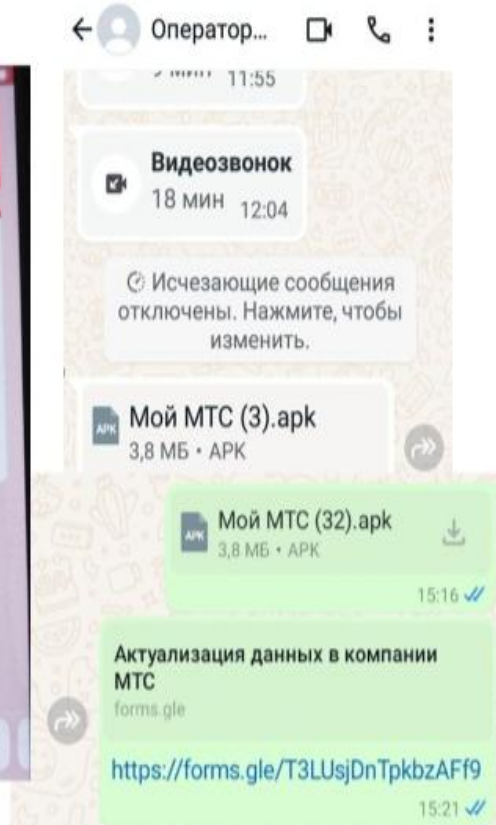 Оператор...
11:55
Видеозвонок
18 мин 12:04
Исчезающие сообщения
отключены. Нажмите, чтобы
изменить.
Мой МТС (3).apk
APK
3,8 МБ • APK
Мой МТС (32).apk
APK
3,8 МБ • APK
15:16
Актуализация данных в компании
МТС
forms.gle
https://forms.gle/T3LUsjDnTpkbzAFf9
15:21